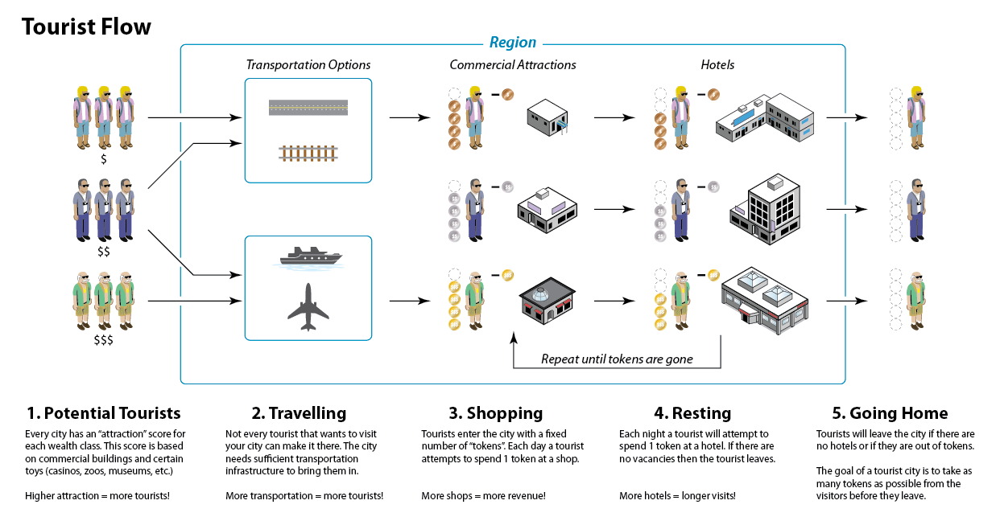 Tourist Flow
Region
Transportation Options
Commercial Attractions
Hotels
$
$$
$$$
Repeat until tokens are gone
1. Potential Tourists
Every city has an “attraction” score for
each wealth class. This score is based
on commercial buildings and certain
toys (casinos, zoos, museums, etc.)
Higher attraction = more tourists!
2. Travelling
Not every tourist that wants to visit
your city can make it there. The city
needs sufficient transportation
infrastructure to bring them in.
More transportation = more tourists!
3. Shopping
Tourists enter the city with a fixed
number of “tokens”. Each day a tourist
attempts to spend 1 token at a shop.
More shops = more revenue!
4. Resting
Each night a tourist will attempt to
spend 1 token at a hotel. If there are
no vacancies then the tourist leaves.
More hotels = longer visits!
5. Going Home
Tourists will leave the city if there are
no hotels or if they are out of tokens.
The goal of a tourist city is to take as
many tokens as possible from the
visitors before they leave.